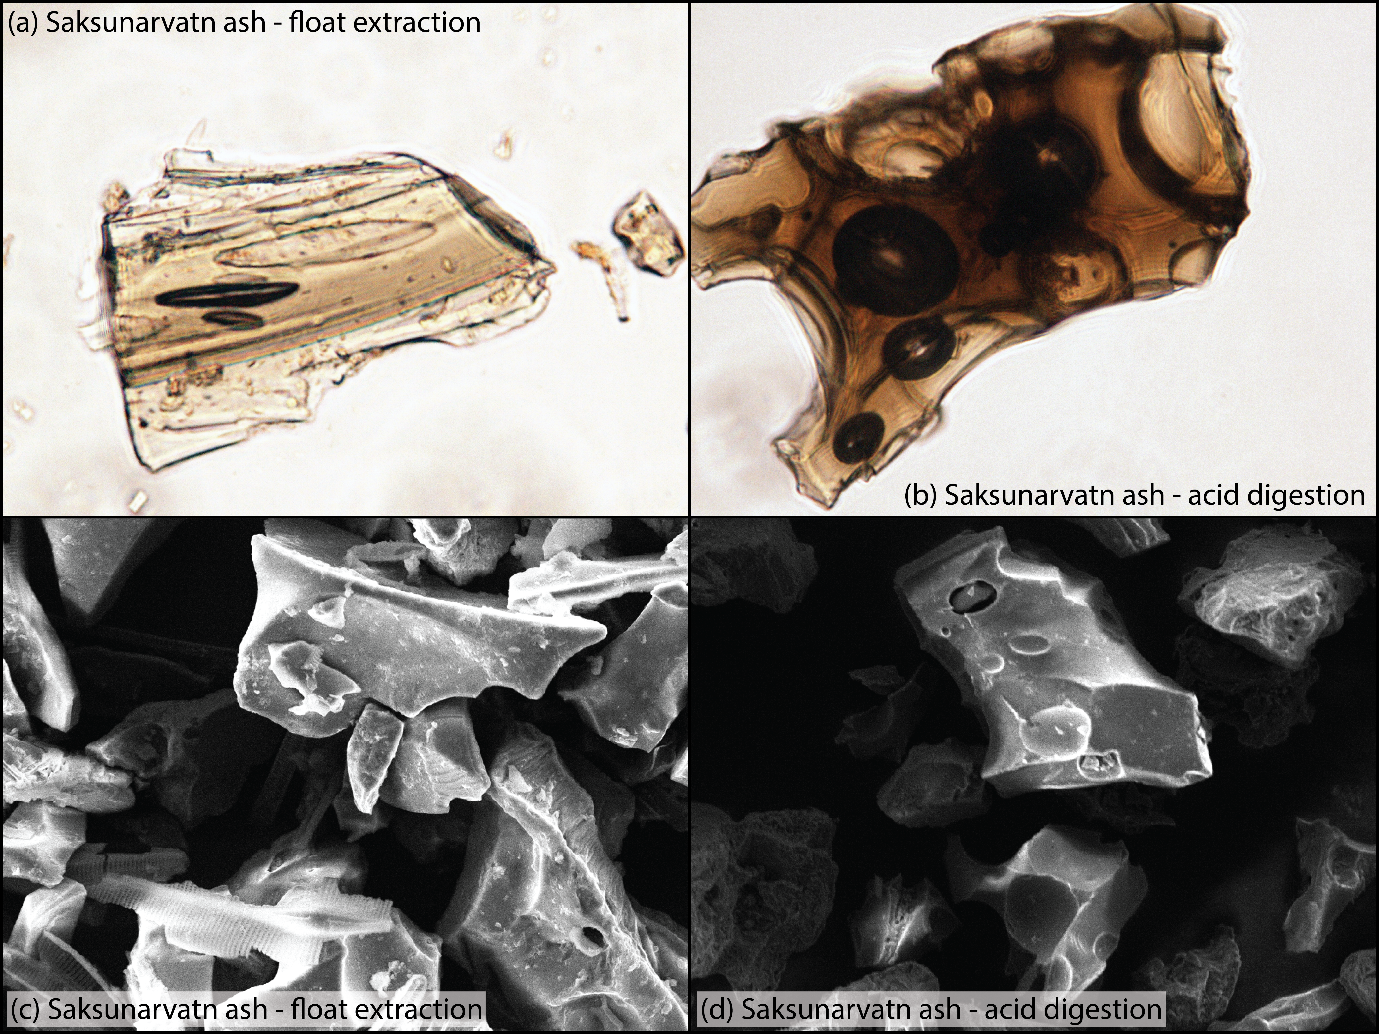 (a) Saksunarvatn ash - float extraction
(b) Saksunarvatn ash - acid digestion
(c) Saksunarvatn ash - float extraction
(d) Saksunarvatn ash - acid digestion